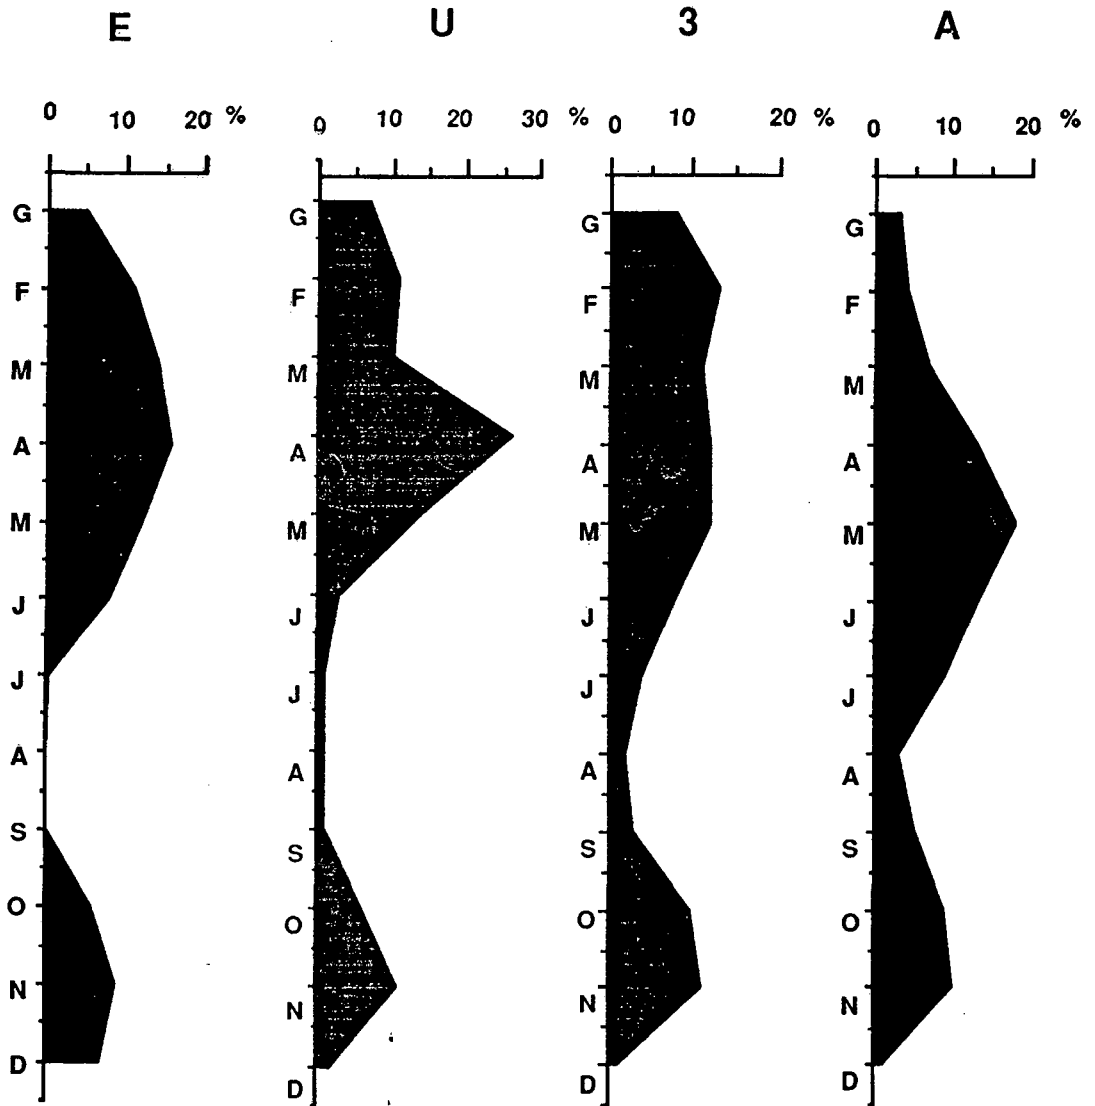 E U 3 A
0 10 20 % 0 10 20 30 % 0 10 20 % 0 10 20 %
G G G G
F F F F
M M M M
A A A A
M M M M
J J J J
J J J J
A A A A
S S S S
O O O O
N N N N
D D D D